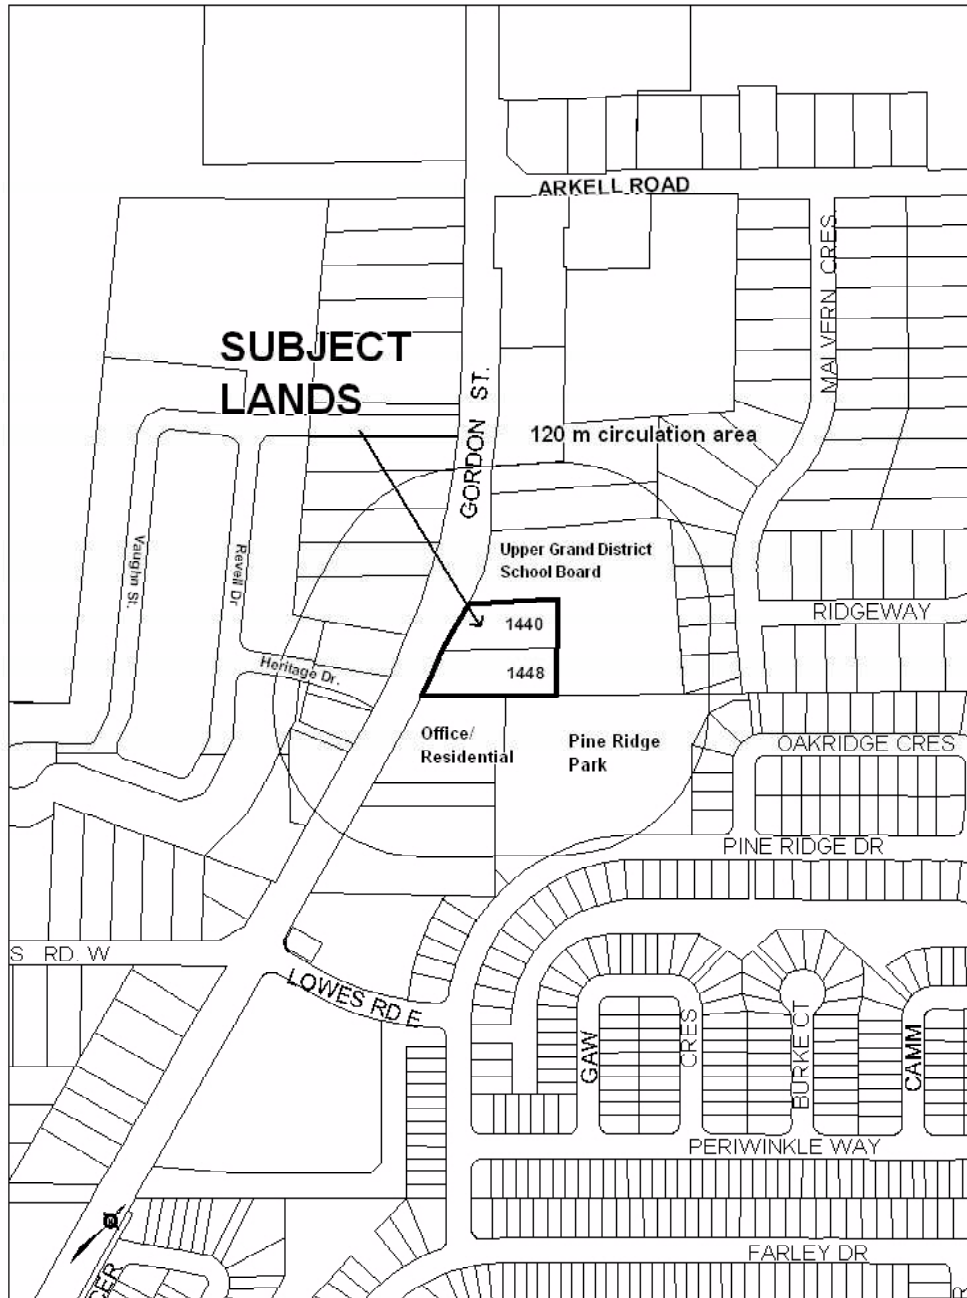 ARKELL ROAD
MALVERN CRES
SUBJECT
LANDS
GORDON ST.
120 m circulation area
Vaughn St.
Revell Dr
Upper Grand District
School Board
1440
RIDGEWAY
Heritage Dr.
1448
Office/
Residential
Pine Ridge
Park
OAKRIDGE CRES
PINE RIDGE DR
S RD. W
LOWES RD E
GAW
CRES
BURKE CT
CAMM
PERIWINKLE WAY
FARLEY DR